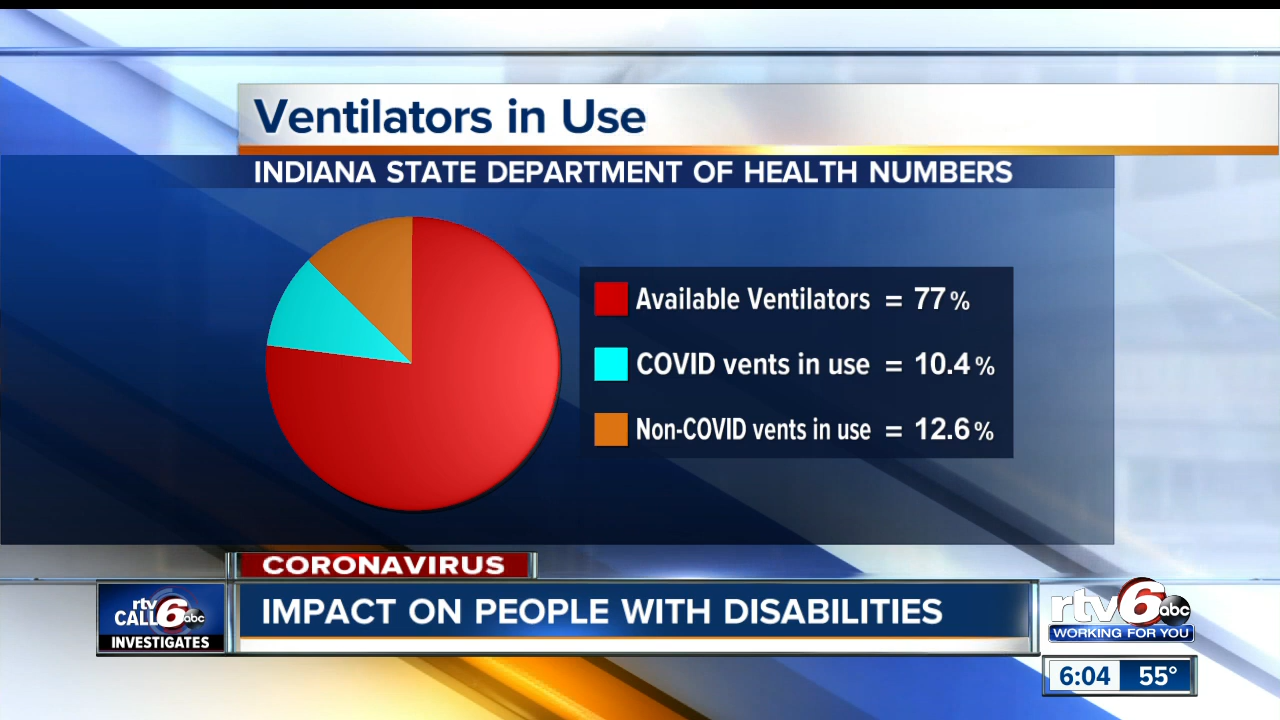 Ventilators in Use
INDIANA STATE DEPARTMENT OF HEALTH NUMBERS
Available Ventilators = 77%
COVID vents in use = 10.4%
Non-COVID vents in use = 12.6%
CORONAVIRUS
rtv
CALL 6 abc
INVESTIGATES
IMPACT ON PEOPLE WITH DISABILITIES
rtv6 abc
WORKING FOR YOU
6:04 55°